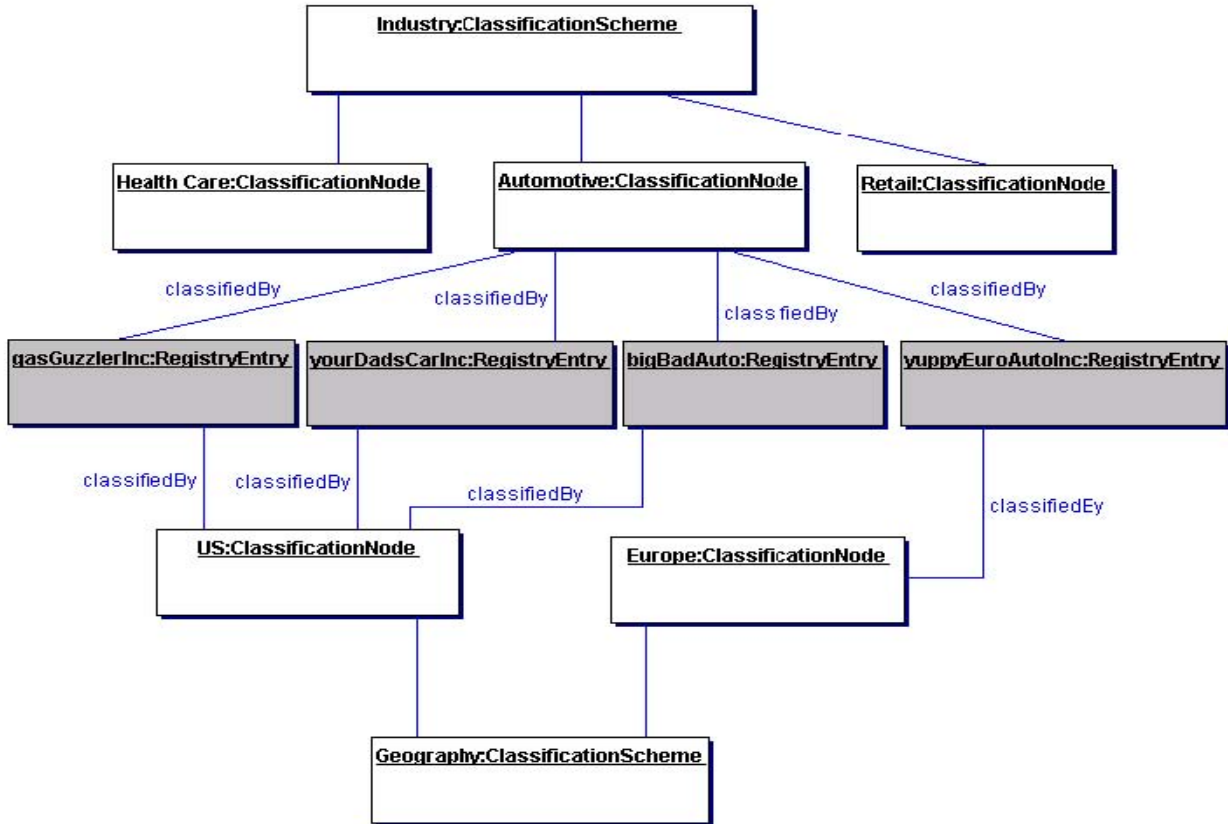 Industry:ClassificationScheme
Health Care:ClassificationNode
Automotive:ClassificationNode
Retail:ClassificationNode
classifiedBy
classifiedBy
classfiedBy
classifiedBy
gasGuzzlerInc:RegistryEntry
yourDadsCarInc:RegistryEntry
bigBadAuto:RegistryEntry
yuppyEuroAutoInc:RegistryEntry
classifiedBy
classifiedBy
classifiedBy
classifiedEy
US:ClassificationNode
Europe:ClassificationNode
Geography:ClassificationScheme